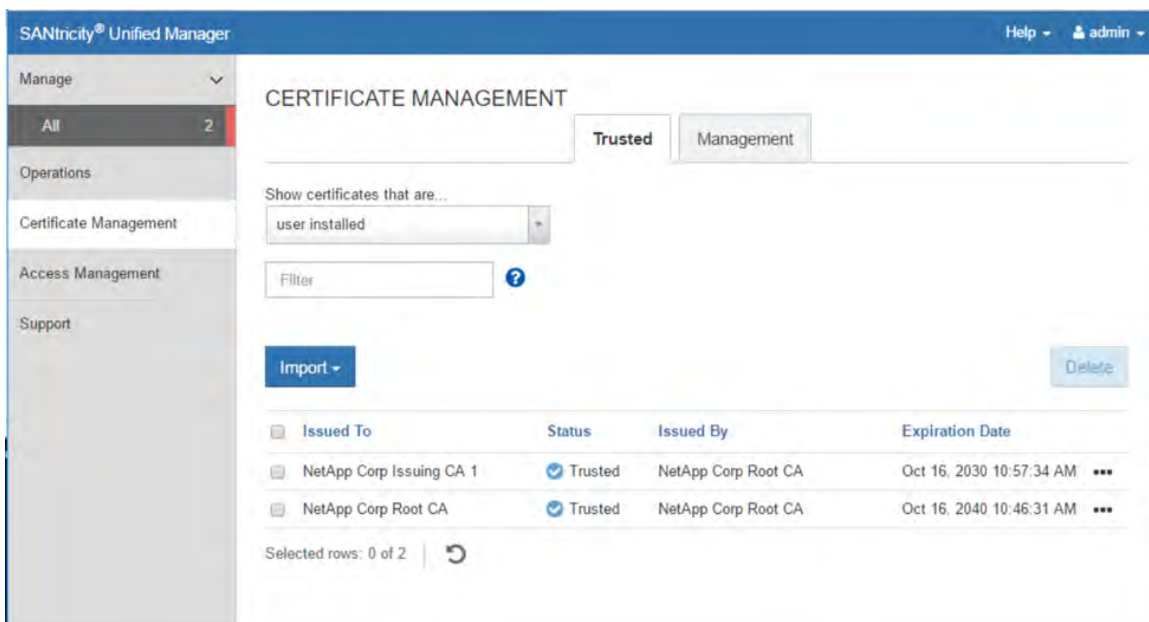 SANtricity® Unified Manager
Help
admin
Manage
All 2
Operations
Certificate Management
Access Management
Support
CERTIFICATE MANAGEMENT
Trusted
Management
Show certificates that are...
user installed
Filter
?
Import
Delete
Issued To Status Issued By Expiration Date
NetApp Corp Issuing CA 1 Trusted NetApp Corp Root CA Oct 16, 2030 10:57:34 AM •••
NetApp Corp Root CA Trusted NetApp Corp Root CA Oct 16, 2040 10:46:31 AM •••
Selected rows: 0 of 2